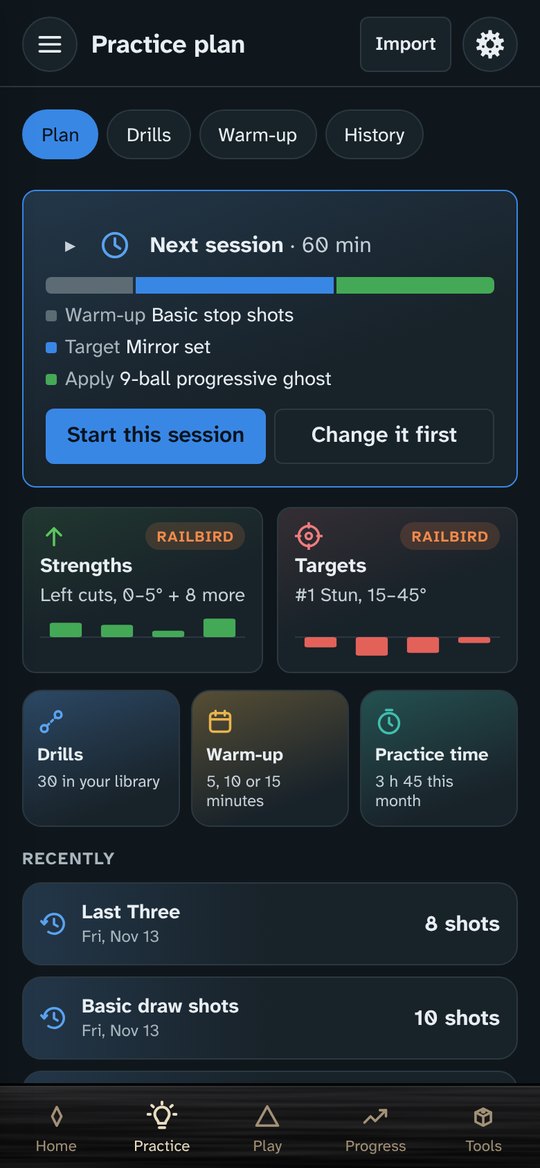 Practice plan
Import
Plan
Drills
Warm-up
History
Next session · 60 min
Warm-up Basic stop shots
Target Mirror set
Apply 9-ball progressive ghost
Start this session
Change it first
RAILBIRD
Strengths
Left cuts, 0–5° + 8 more
RAILBIRD
Targets
#1 Stun, 15–45°
Drills
30 in your library
Warm-up
5, 10 or 15
minutes
Practice time
3 h 45 this
month
RECENTLY
Last Three
Fri, Nov 13
8 shots
Basic draw shots
Fri, Nov 13
10 shots
Home
Practice
Play
Progress
Tools